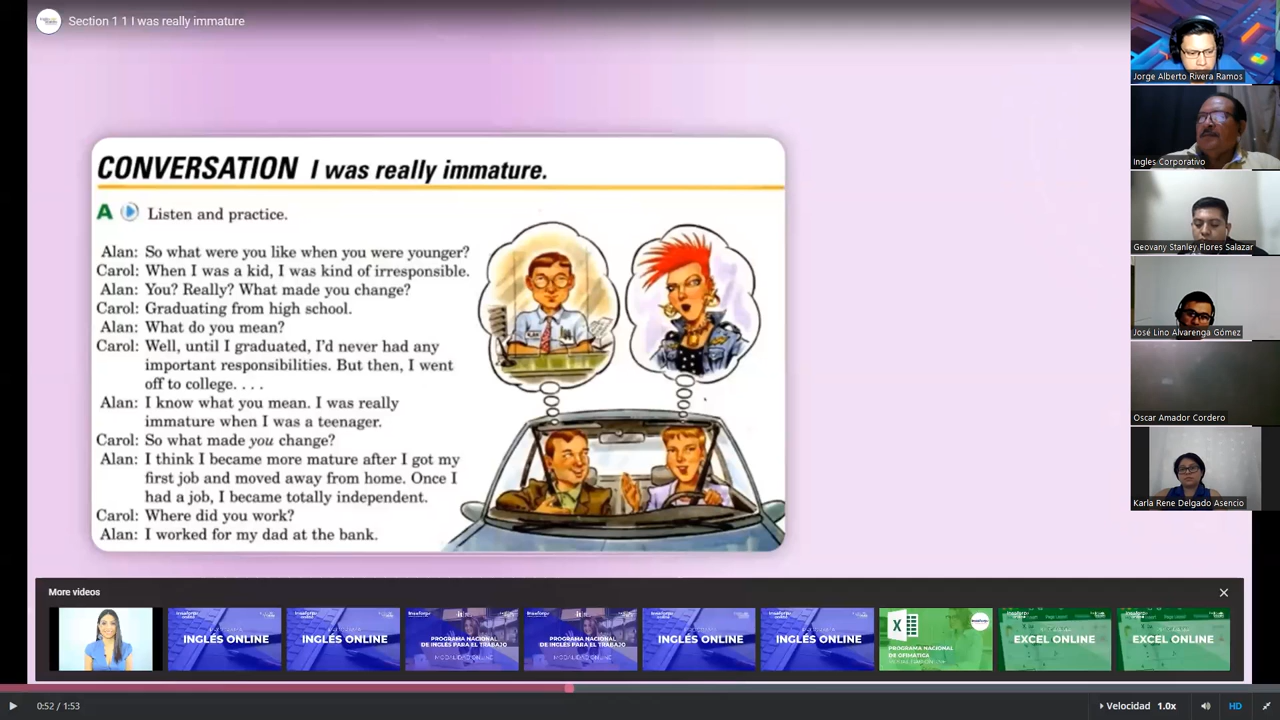 Section 1 1 I was really immature
CONVERSATION I was really immature.
A Listen and practice.
Alan: So what were you like when you were younger?
Carol: When I was a kid, I was kind of irresponsible.
Alan: You? Really? What made you change?
Carol: Graduating from high school.
Alan: What do you mean?
Carol: Well, until I graduated, I'd never had any
important responsibilities. But then, I went
off to college. . . .
Alan: I know what you mean. I was really
immature when I was a teenager.
Carol: So what made you change?
Alan: I think I became more mature after I got my
first job and moved away from home. Once I
had a job, I became totally independent.
Carol: Where did you work?
Alan: I worked for my dad at the bank.
Jorge Alberto Rivera Ramos
Ingles Corporativo
Geovany Stanley Flores Salazar
José Lino Alvarenga Gómez
Oscar Amador Cordero
Karla Rene Delgado Asencio
More videos
INGLÉS ONLINE
INGLÉS ONLINE
PROGRAMA NACIONAL
DE INGLÉS PARA EL TRABAJO
MODALIDAD ONLINE
PROGRAMA NACIONAL
DE INGLÉS PARA EL TRABAJO
MODALIDAD ONLINE
INGLÉS ONLINE
INGLÉS ONLINE
PROGRAMA NACIONAL
DE OFIMÁTICA
EXCEL ONLINE
EXCEL ONLINE
0:52 / 1:53
Velocidad 1.0x
HD